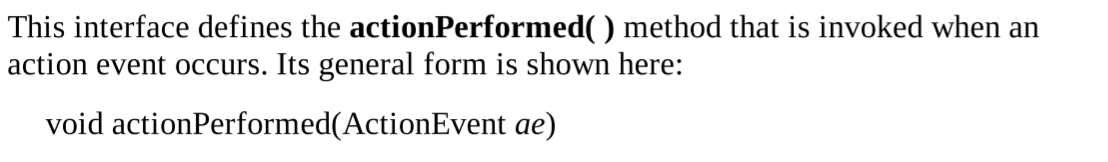 This interface defines the actionPerformed( ) method that is invoked when an
action event occurs. Its general form is shown here:
void actionPerformed(ActionEvent ae)